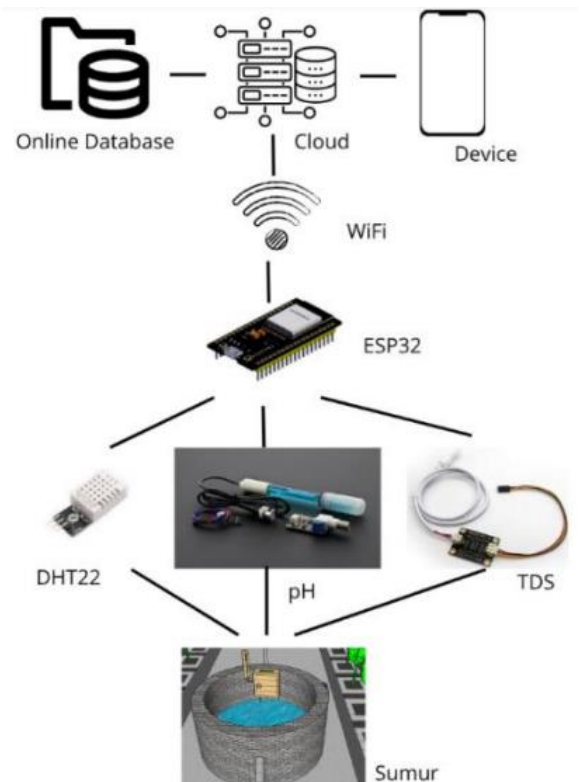 Online Database
Cloud
Device
WiFi
ESP32
DHT22
pH
TDS
Sumur